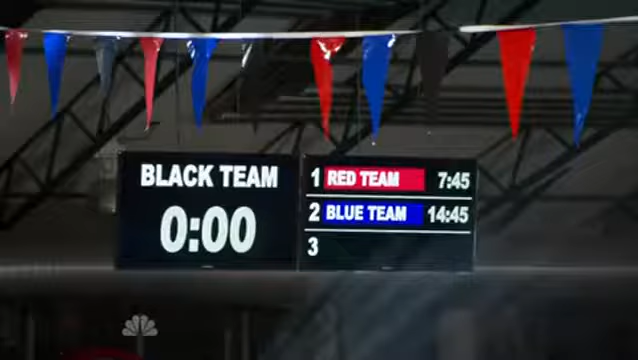 BLACK TEAM
0:00
1 RED TEAM 7:45
2 BLUE TEAM 14:45
3